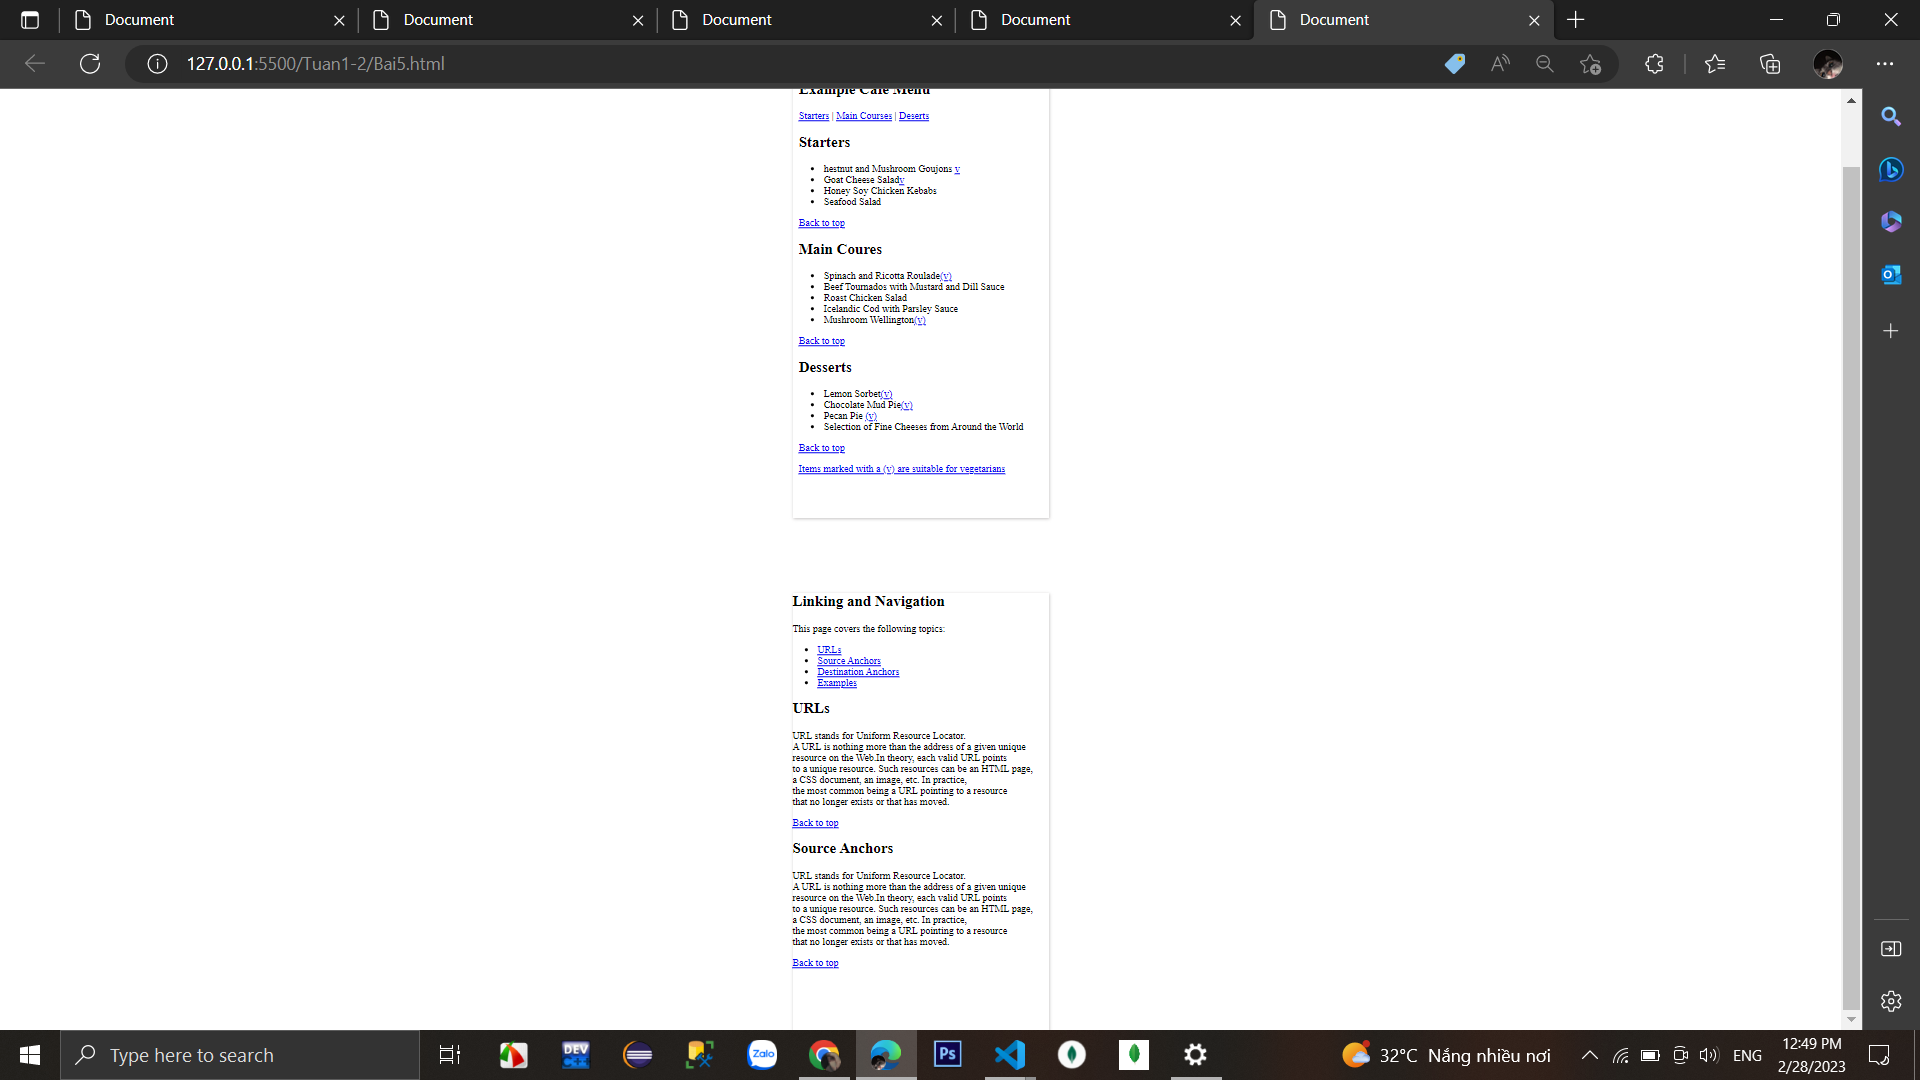 Document
Document
Document
Document
Document
127.0.0.1:5500/Tuan1-2/Bai5.html
Example Cafe Menu
Starters | Main Courses | Deserts
Starters
hestnut and Mushroom Goujons v
Goat Cheese Saladv
Honey Soy Chicken Kebabs
Seafood Salad
Back to top
Main Coures
Spinach and Ricotta Roulade(v)
Beef Tournados with Mustard and Dill Sauce
Roast Chicken Salad
Icelandic Cod with Parsley Sauce
Mushroom Wellington(v)
Back to top
Desserts
Lemon Sorbet(v)
Chocolate Mud Pie(v)
Pecan Pie (v)
Selection of Fine Cheeses from Around the World
Back to top
Items marked with a (v) are suitable for vegetarians
Linking and Navigation
This page covers the following topics:
URLs
Source Anchors
Destination Anchors
Examples
URLs
URL stands for Uniform Resource Locator.
A URL is nothing more than the address of a given unique
resource on the Web.In theory, each valid URL points
to a unique resource. Such resources can be an HTML page,
a CSS document, an image, etc. In practice,
the most common being a URL pointing to a resource
that no longer exists or that has moved.
Back to top
Source Anchors
URL stands for Uniform Resource Locator.
A URL is nothing more than the address of a given unique
resource on the Web.In theory, each valid URL points
to a unique resource. Such resources can be an HTML page,
a CSS document, an image, etc. In practice,
the most common being a URL pointing to a resource
that no longer exists or that has moved.
Back to top
Type here to search
DEV C++
Zalo
Ps
32°C Nắng nhiều nơi
ENG
12:49 PM
2/28/2023